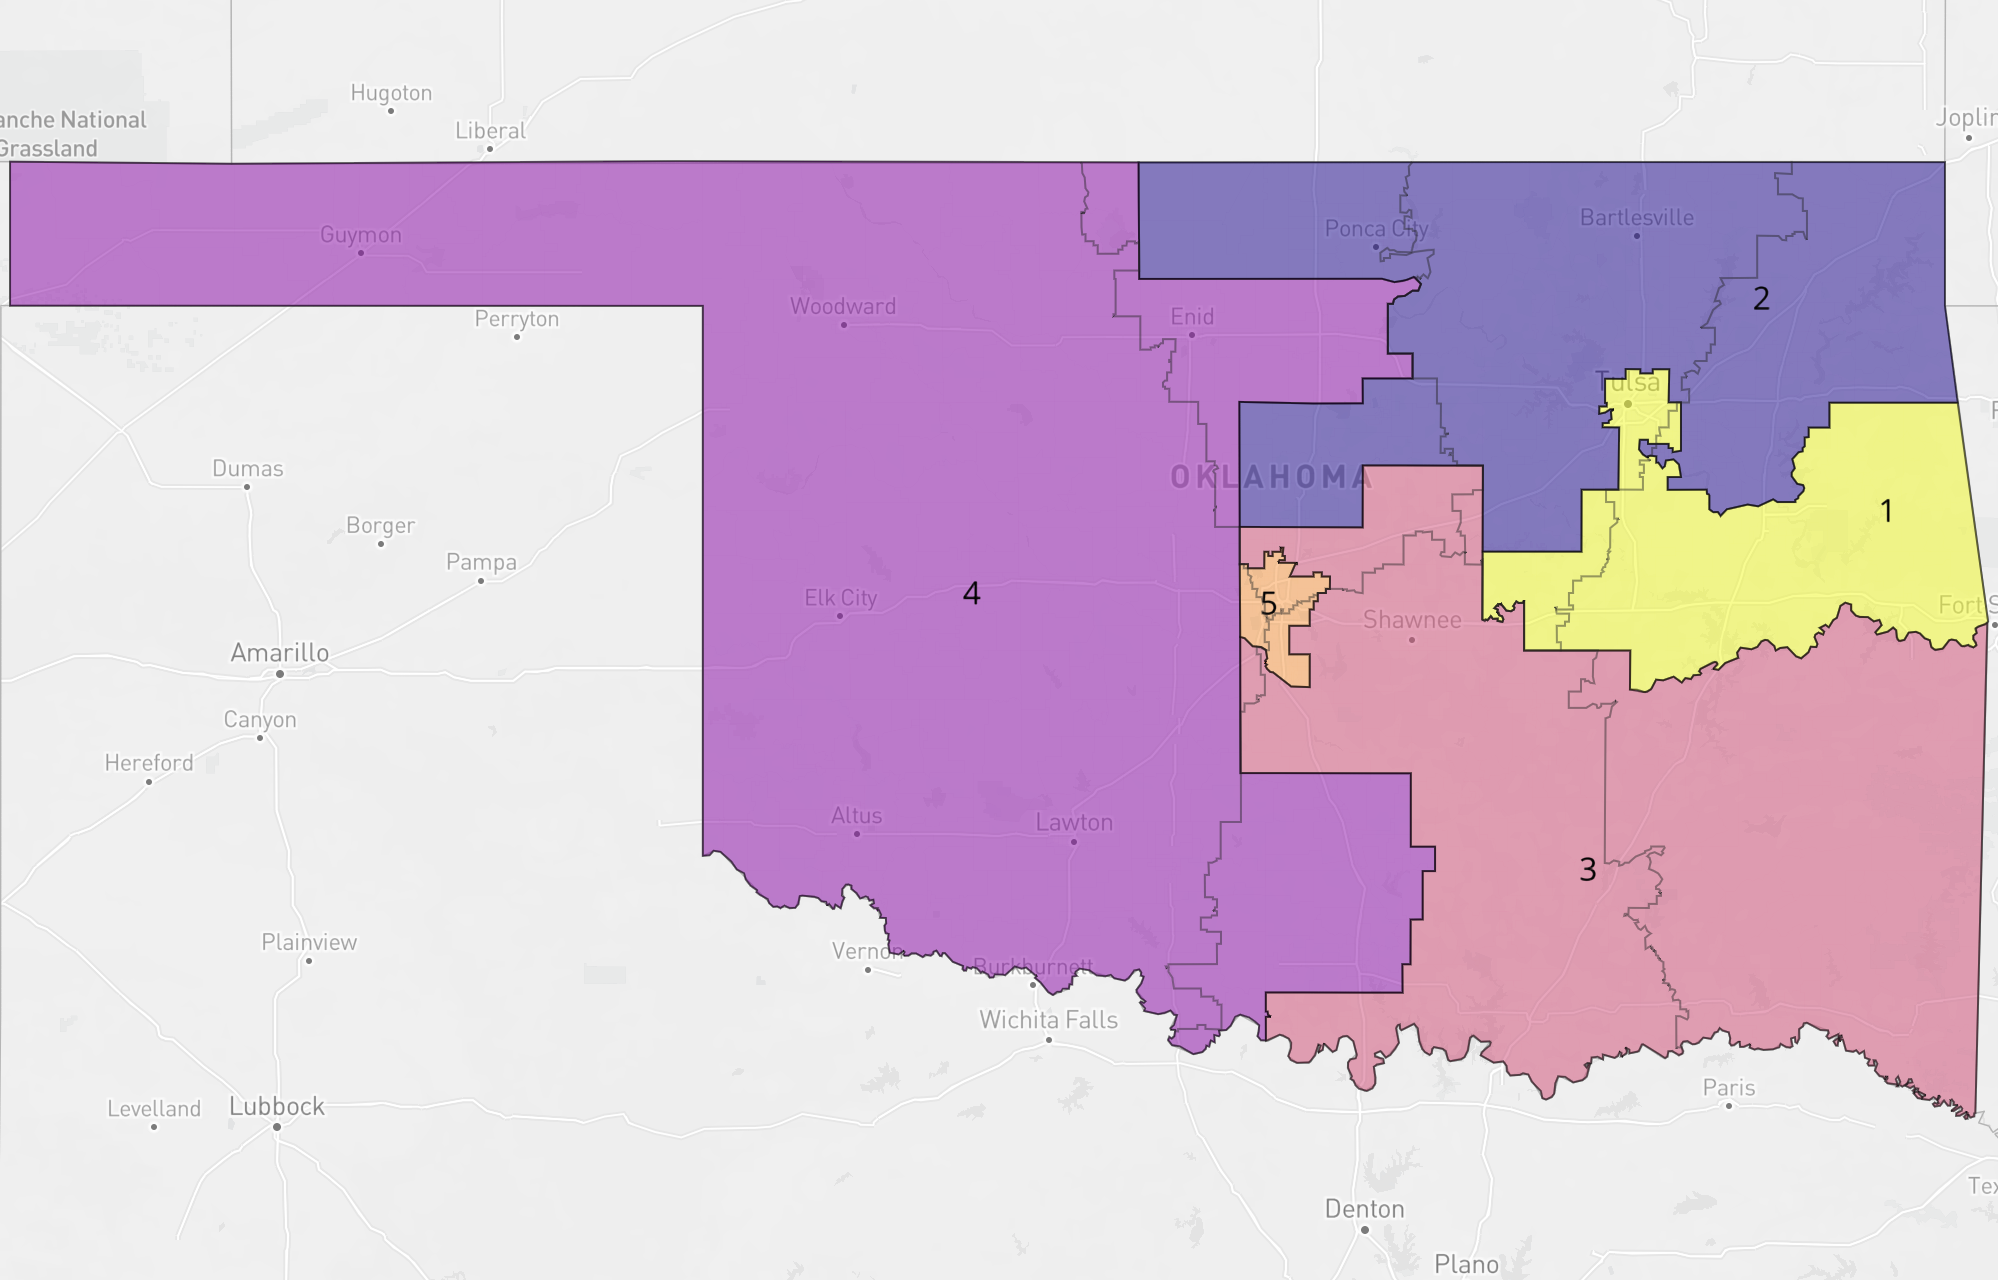 Hugoton
Liberal
anche National
Grassland
Joplin
Guymon
Ponca City
Bartlesville
Woodward
Enid
Perryton
2
Tulsa
Dumas
OKLAHOMA
1
Borger
Pampa
4
Elk City
5
Shawnee
Fort S
Amarillo
Canyon
Hereford
Altus
Lawton
3
Plainview
Vernon
Burkburnett
Wichita Falls
Levelland
Lubbock
Paris
Tex
Denton
Plano